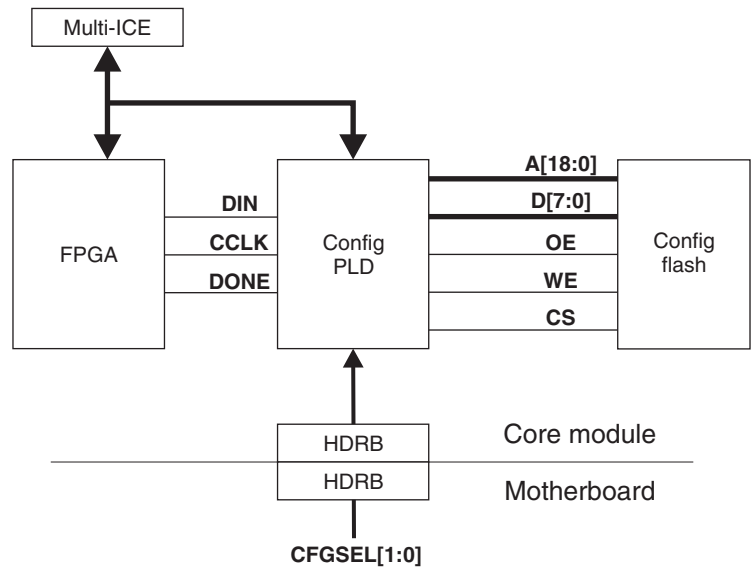 Multi-ICE
FPGA
DIN
CCLK
DONE
Config
PLD
A[18:0]
D[7:0]
OE
WE
CS
Config
flash
HDRB
Core module
HDRB
Motherboard
CFGSEL[1:0]